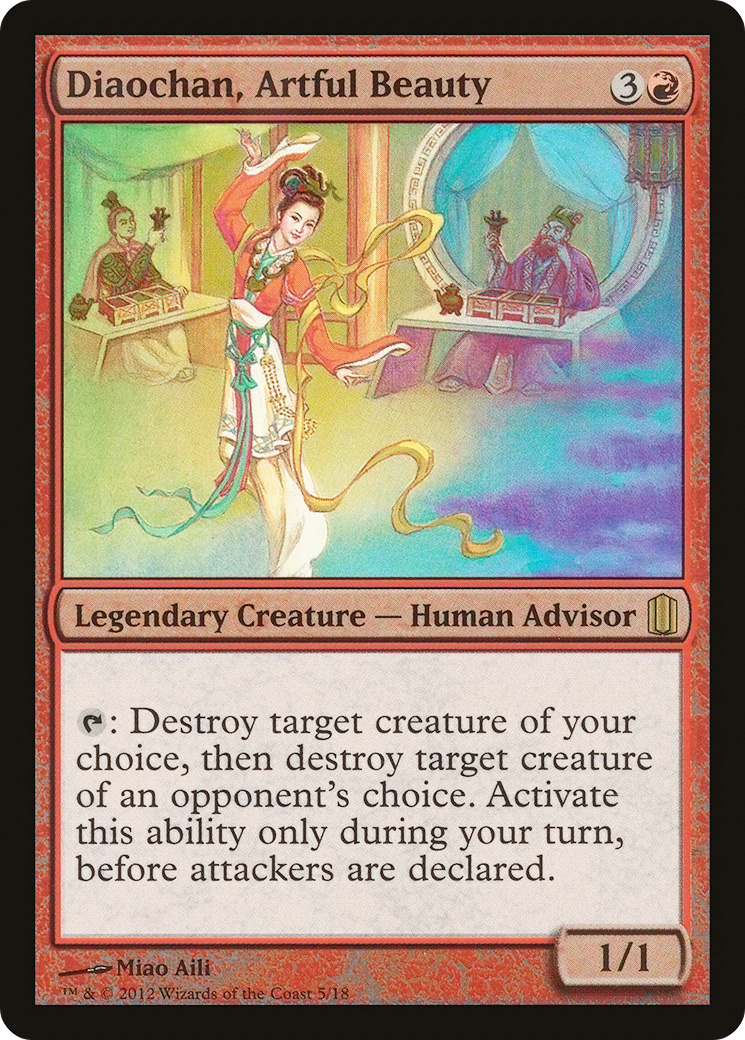 Diaochan, Artful Beauty 3
Legendary Creature — Human Advisor
: Destroy target creature of your
choice, then destroy target creature
of an opponent's choice. Activate
this ability only during your turn,
before attackers are declared.
1/1
Miao Aili
™ & © 2012 Wizards of the Coast 5/18